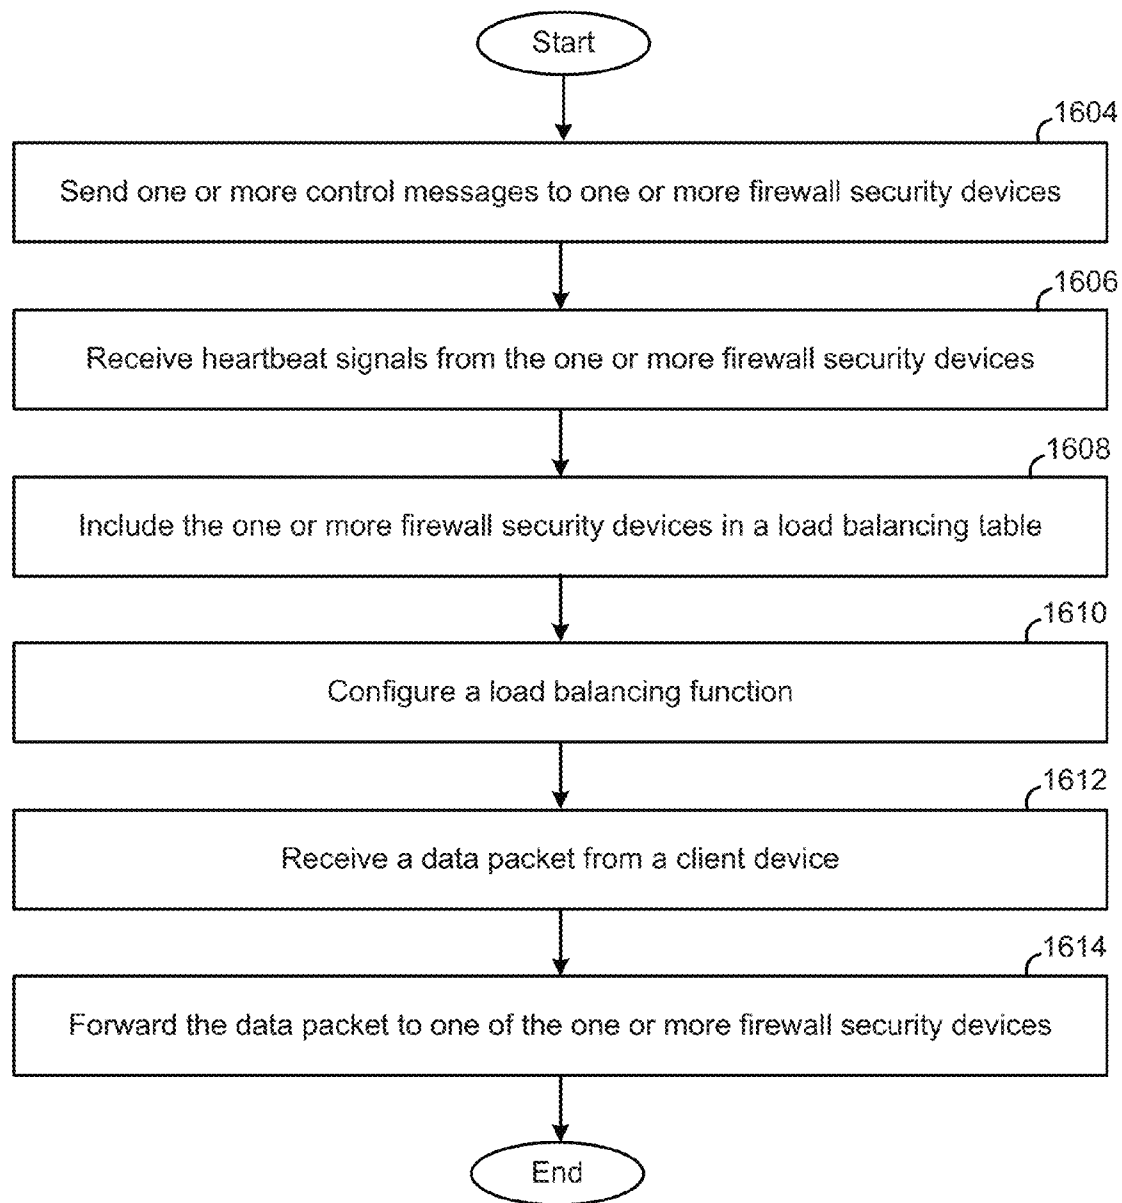 Start
1604
Send one or more control messages to one or more firewall security devices
1606
Receive heartbeat signals from the one or more firewall security devices
1608
Include the one or more firewall security devices in a load balancing table
1610
Configure a load balancing function
1612
Receive a data packet from a client device
1614
Forward the data packet to one of the one or more firewall security devices
End